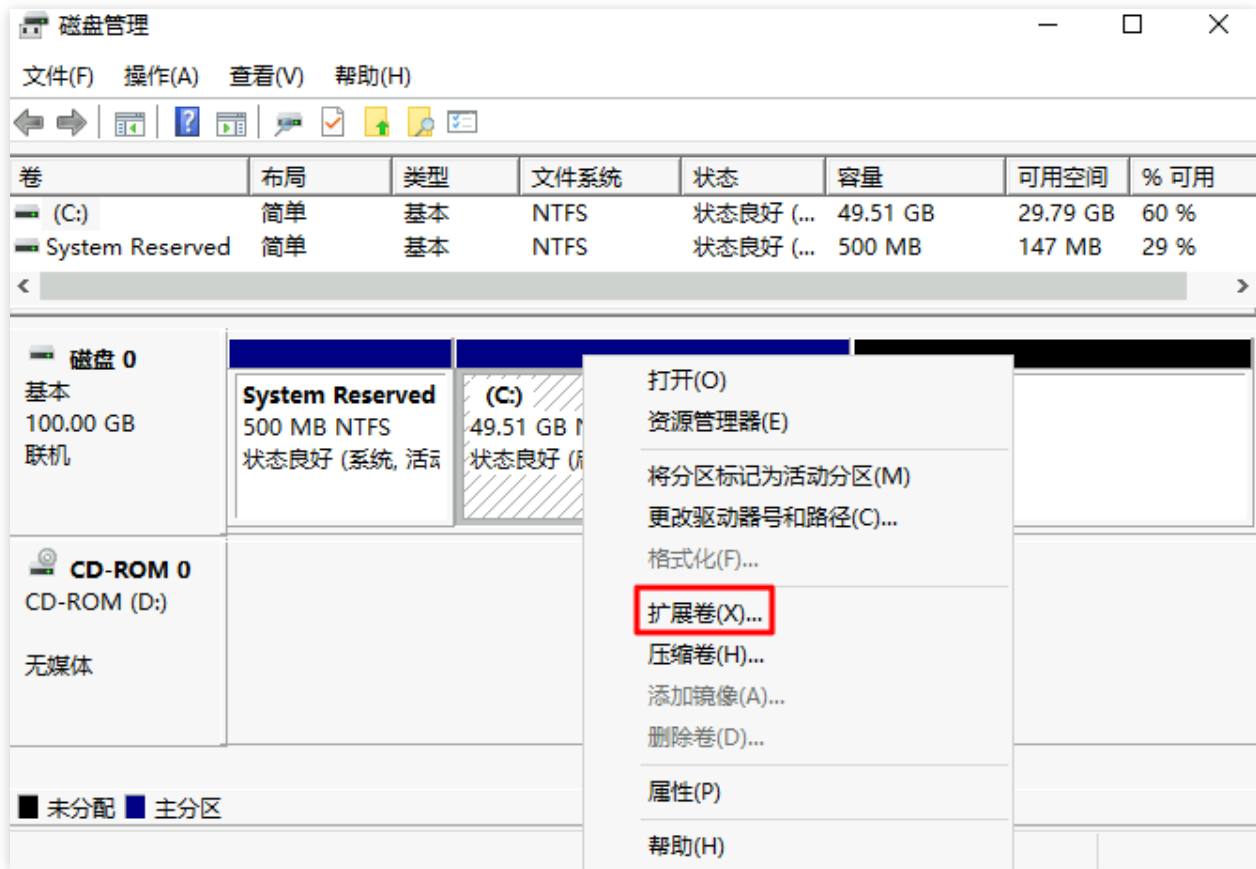 磁盘管理
文件(F) 操作(A) 查看(V) 帮助(H)
卷 布局 类型 文件系统 状态 容量 可用空间 % 可用
(C:) 简单 基本 NTFS 状态良好 (... 49.51 GB 29.79 GB 60 %
System Reserved 简单 基本 NTFS 状态良好 (... 500 MB 147 MB 29 %
磁盘 0
基本
100.00 GB
联机
System Reserved
500 MB NTFS
状态良好 (系统, 活
(C:)
49.51 GB
状态良好 (
打开(O)
资源管理器(E)
将分区标记为活动分区(M)
更改驱动器号和路径(C)...
格式化(F)...
扩展卷(X)...
压缩卷(H)...
添加镜像(A)...
删除卷(D)...
属性(P)
帮助(H)
CD-ROM 0
CD-ROM (D:)
无媒体
未分配 主分区